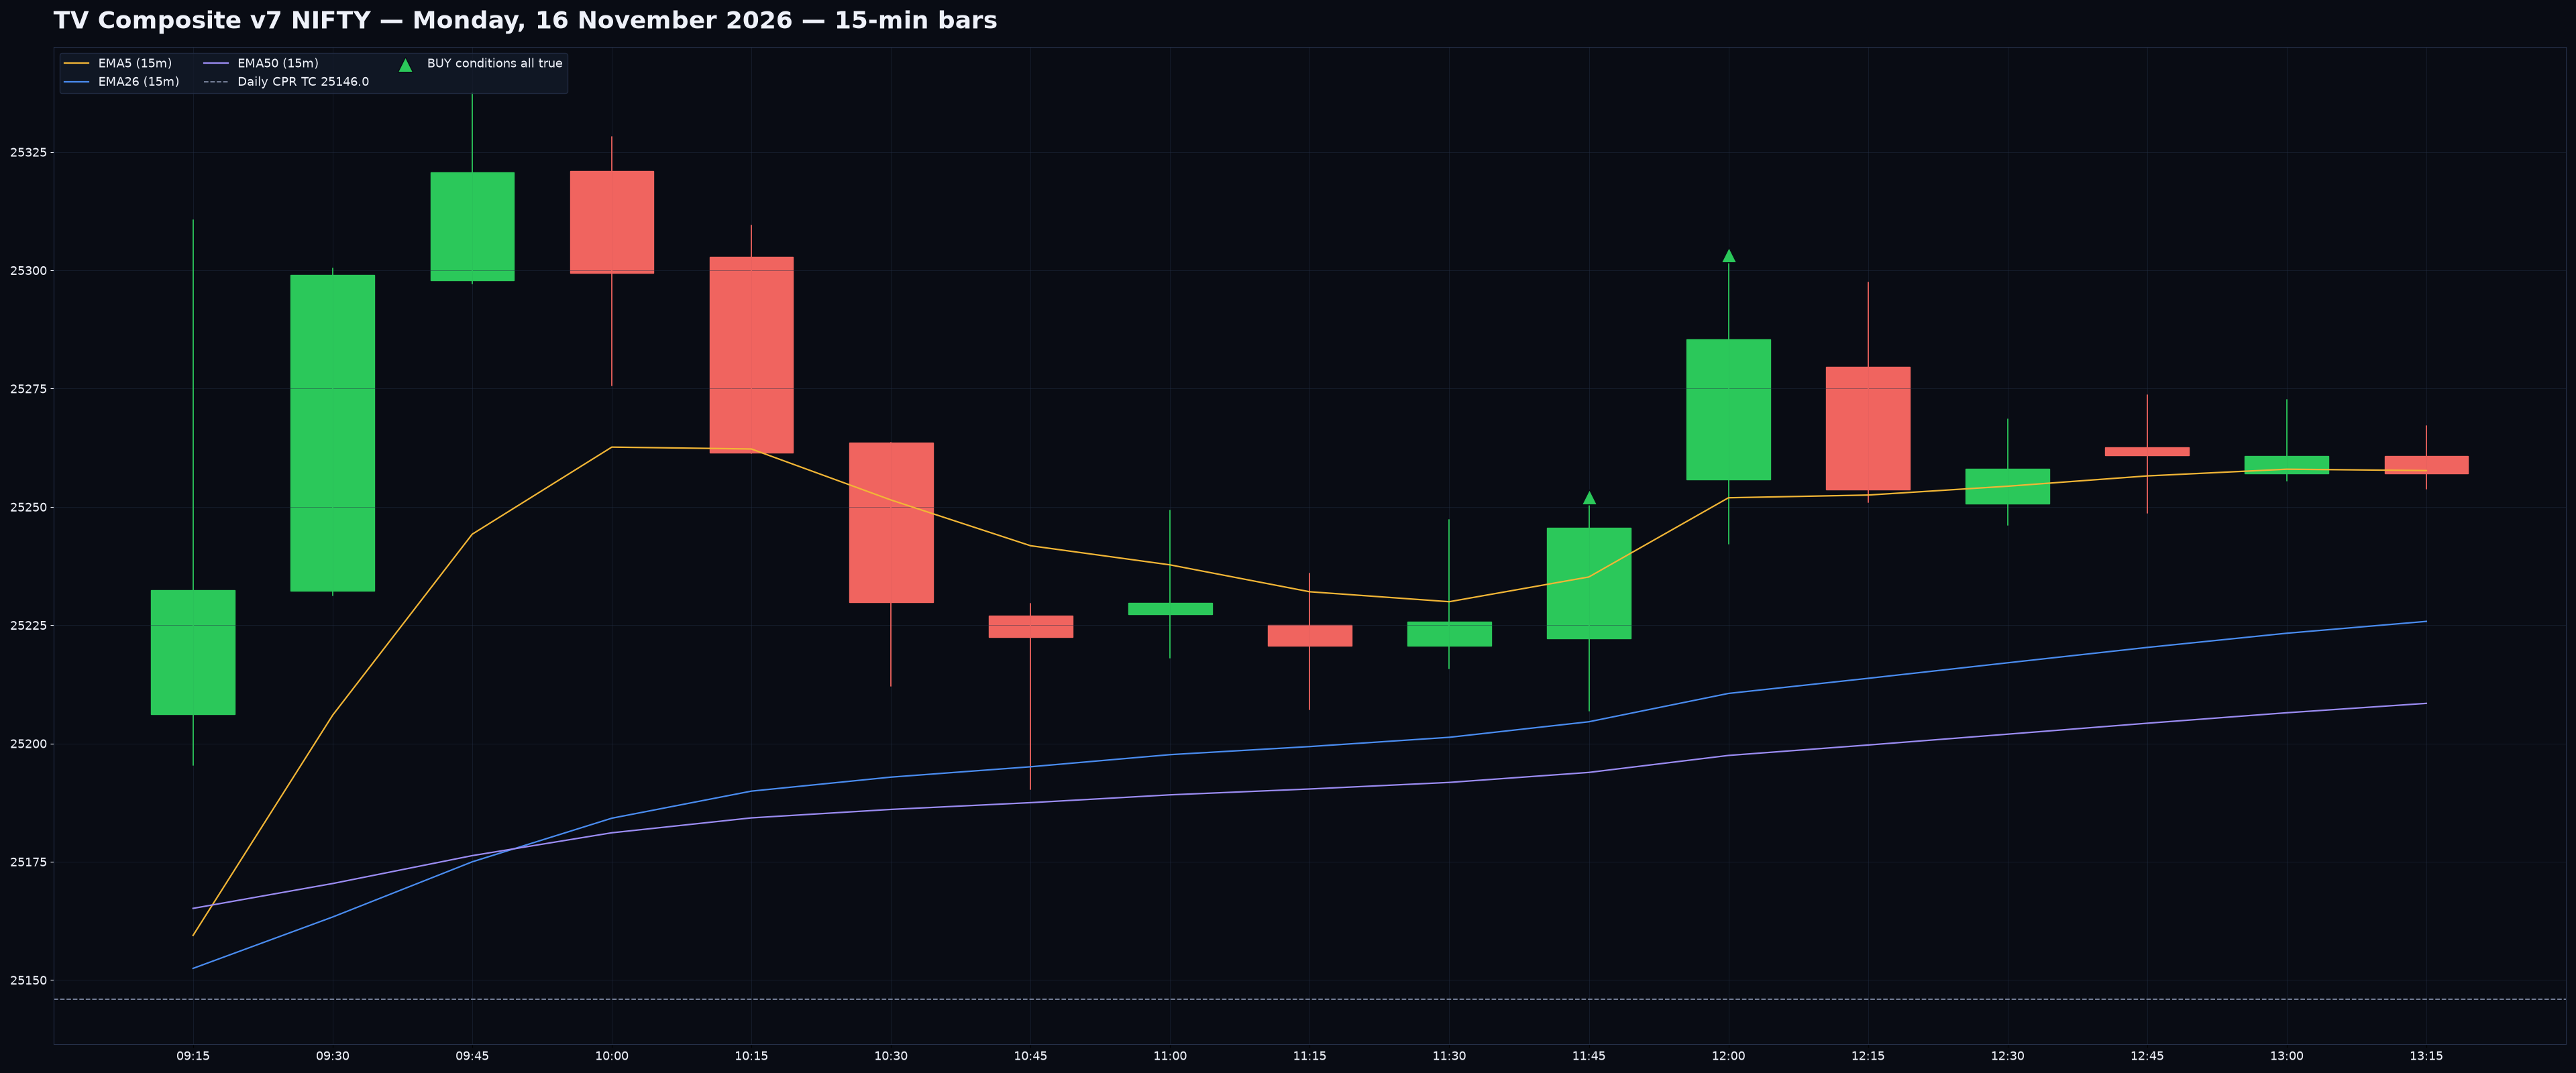 TV Composite v7 NIFTY — Monday, 16 November 2026 — 15-min bars
EMA5 (15m)
EMA26 (15m)
EMA50 (15m)
Daily CPR TC 25146.0
BUY conditions all true
25325
25300
25275
25250
25225
25200
25175
25150
09:15 09:30 09:45 10:00 10:15 10:30 10:45 11:00 11:15 11:30 11:45 12:00 12:15 12:30 12:45 13:00 13:15